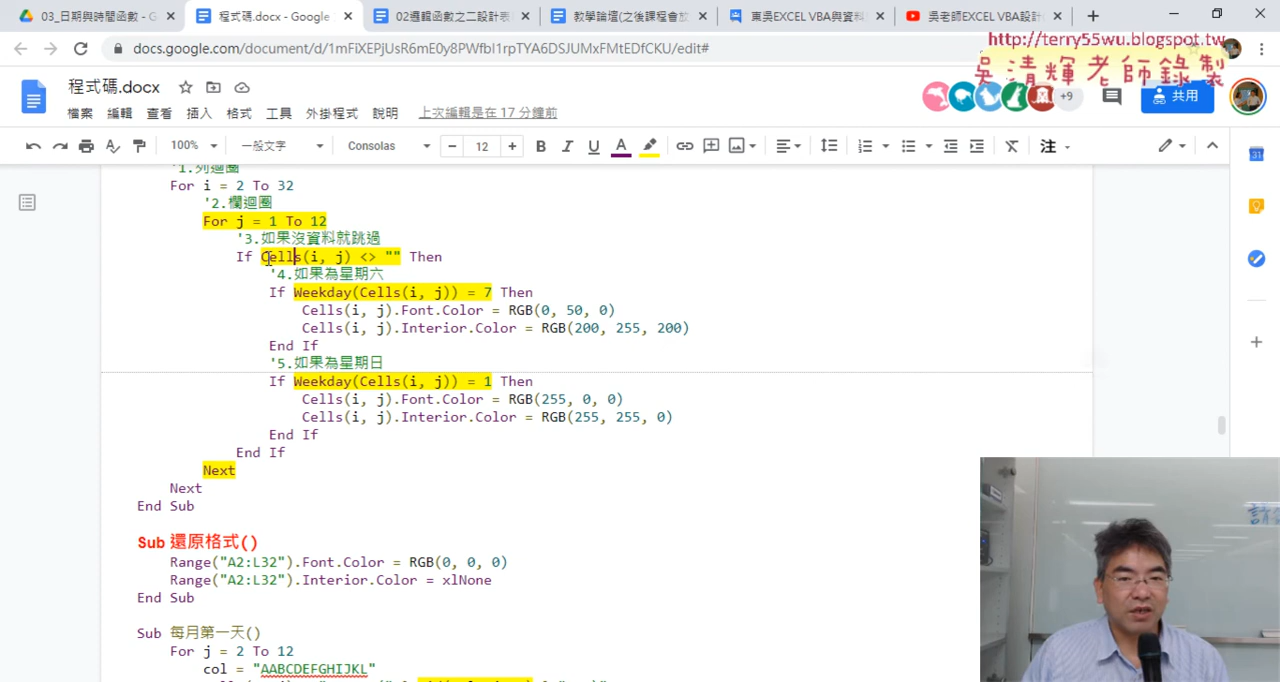 03_日期與時間函數 - G
程式碼.docx - Google
02邏輯函數之二設計表
教學論壇(之後課程會放
東吳EXCEL VBA與資料
吳老師EXCEL VBA設計(
docs.google.com/document/d/1mFiXEPjUsR6mE0y8PWfbI1rpTYA6DSJUMxFMtEDfCKU/edit#
http://terry55wu.blogspot.tw
吳清輝老師錄製
程式碼.docx
檔案 編輯 查看 插入 格式 工具 外掛程式 說明 上次編輯是在 17 分鐘前
+9
共用
100% 一般文字 Consolas 12 B I U A 注
'1.列迴圈
For i = 2 To 32
'2.欄迴圈
For j = 1 To 12
'3.如果沒資料就跳過
If Cells(i, j) <> "" Then
'4.如果為星期六
If Weekday(Cells(i, j)) = 7 Then
Cells(i, j).Font.Color = RGB(0, 50, 0)
Cells(i, j).Interior.Color = RGB(200, 255, 200)
End If
'5.如果為星期日
If Weekday(Cells(i, j)) = 1 Then
Cells(i, j).Font.Color = RGB(255, 0, 0)
Cells(i, j).Interior.Color = RGB(255, 255, 0)
End If
End If
Next
Next
End Sub
Sub 還原格式()
Range("A2:L32").Font.Color = RGB(0, 0, 0)
Range("A2:L32").Interior.Color = xlNone
End Sub
Sub 每月第一天()
For j = 2 To 12
col = "AABCDEFGHIJKL"